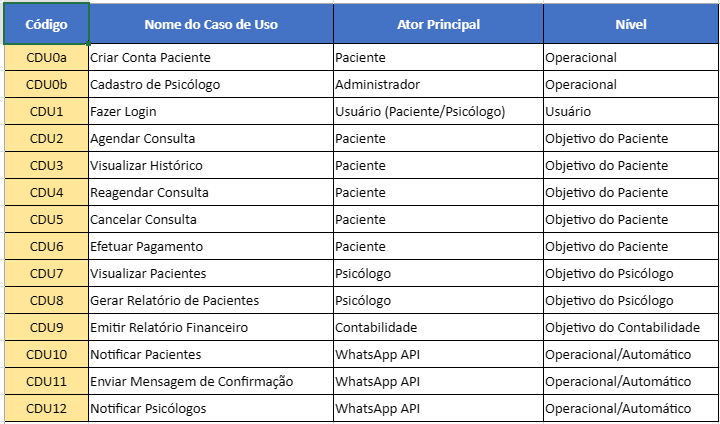 Código Nome do Caso de Uso Ator Principal Nível
CDU0a Criar Conta Paciente Paciente Operacional
CDU0b Cadastro de Psicólogo Administrador Operacional
CDU1 Fazer Login Usuário (Paciente/Psicólogo) Usuário
CDU2 Agendar Consulta Paciente Objetivo do Paciente
CDU3 Visualizar Histórico Paciente Objetivo do Paciente
CDU4 Reagendar Consulta Paciente Objetivo do Paciente
CDU5 Cancelar Consulta Paciente Objetivo do Paciente
CDU6 Efetuar Pagamento Paciente Objetivo do Paciente
CDU7 Visualizar Pacientes Psicólogo Objetivo do Psicólogo
CDU8 Gerar Relatório de Pacientes Psicólogo Objetivo do Psicólogo
CDU9 Emitir Relatório Financeiro Contabilidade Objetivo do Contabilidade
CDU10 Notificar Pacientes WhatsApp API Operacional/Automático
CDU11 Enviar Mensagem de Confirmação WhatsApp API Operacional/Automático
CDU12 Notificar Psicólogos WhatsApp API Operacional/Automático